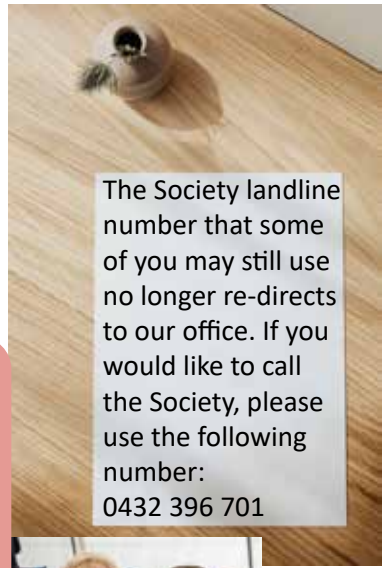 The Society landline
number that some
of you may still use
no longer re-directs
to our office. If you
would like to call
the Society, please
use the following
number:
0432 396 701